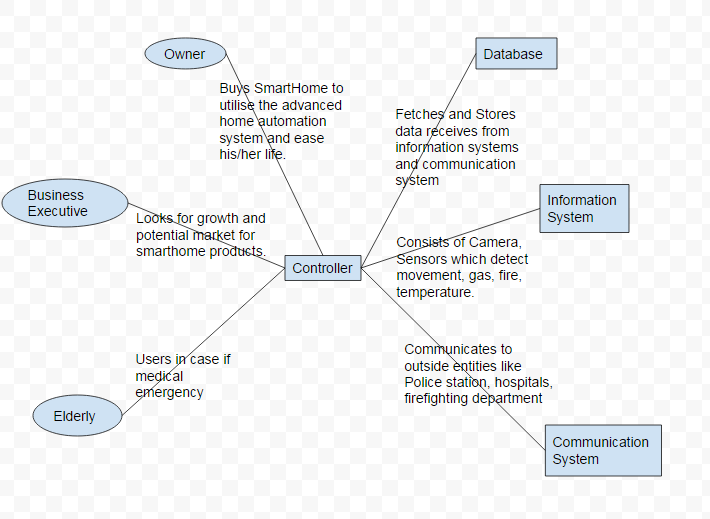 Owner
Database
Buys SmartHome to
utilise the advanced
home automation
system and ease
his/her life.
Fetches and Stores
data receives from
information systems
and communication
system
Business
Executive
Information
System
Looks for growth and
potential market for
smarthome products.
Consists of Camera,
Sensors which detect
movement, gas, fire,
temperature.
Controller
Users in case if
medical
emergency
Communicates to
outside entities like
Police station, hospitals,
firefighting department
Elderly
Communication
System